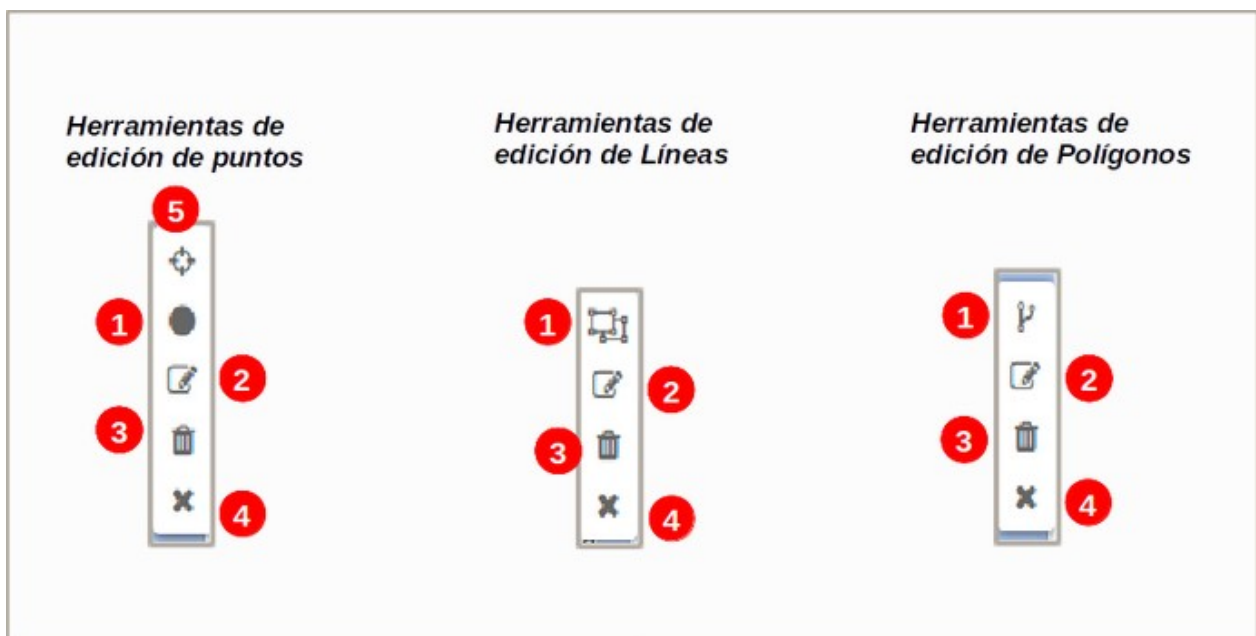 Herramientas de
edición de puntos
5
1
2
3
4
Herramientas de
edición de Líneas
1
2
3
4
Herramientas de
edición de Polígonos
1
2
3
4